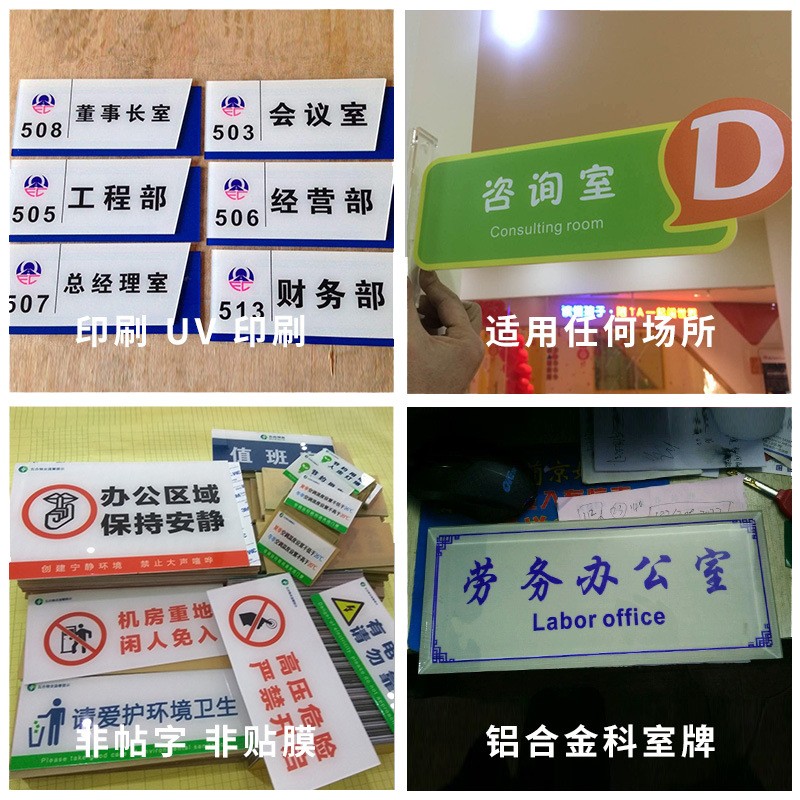 508 董事长室
503 会议室
505 工程部
506 经营部
507 总经理室
513 财务部
印刷 UV 印刷
咨询室
Consulting room
D
适用任何场所
值班
办公区域
保持安静
创建宁静环境 禁止大声喧哗
机房重地
闲人免入
请爱护环境卫生
高压危险
严禁
有电
请勿
非帖字 非贴膜
劳务办公室
Labor office
铝合金科室牌